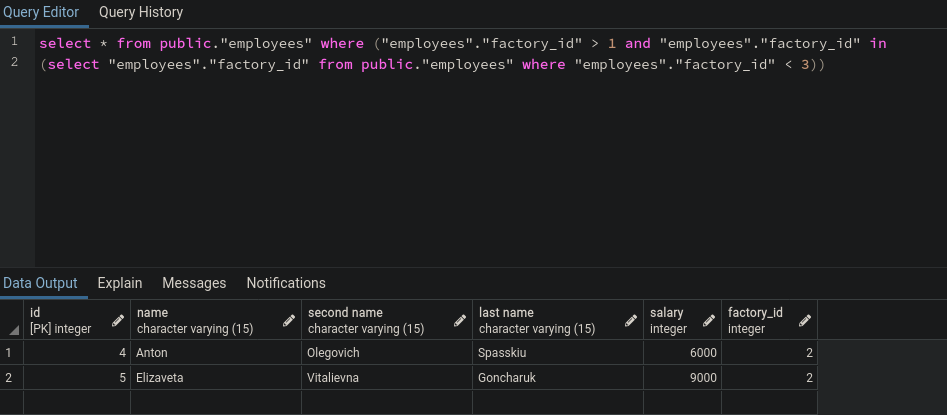 Query Editor Query History
1 select * from public."employees" where ("employees"."factory_id" > 1 and "employees"."factory_id" in
2 (select "employees"."factory_id" from public."employees" where "employees"."factory_id" < 3))
Data Output Explain Messages Notifications
id name second name last name salary factory_id
[PK] integer character varying (15) character varying (15) character varying (15) integer integer
1 4 Anton Olegovich Spasskiu 6000 2
2 5 Elizaveta Vitalievna Goncharuk 9000 2